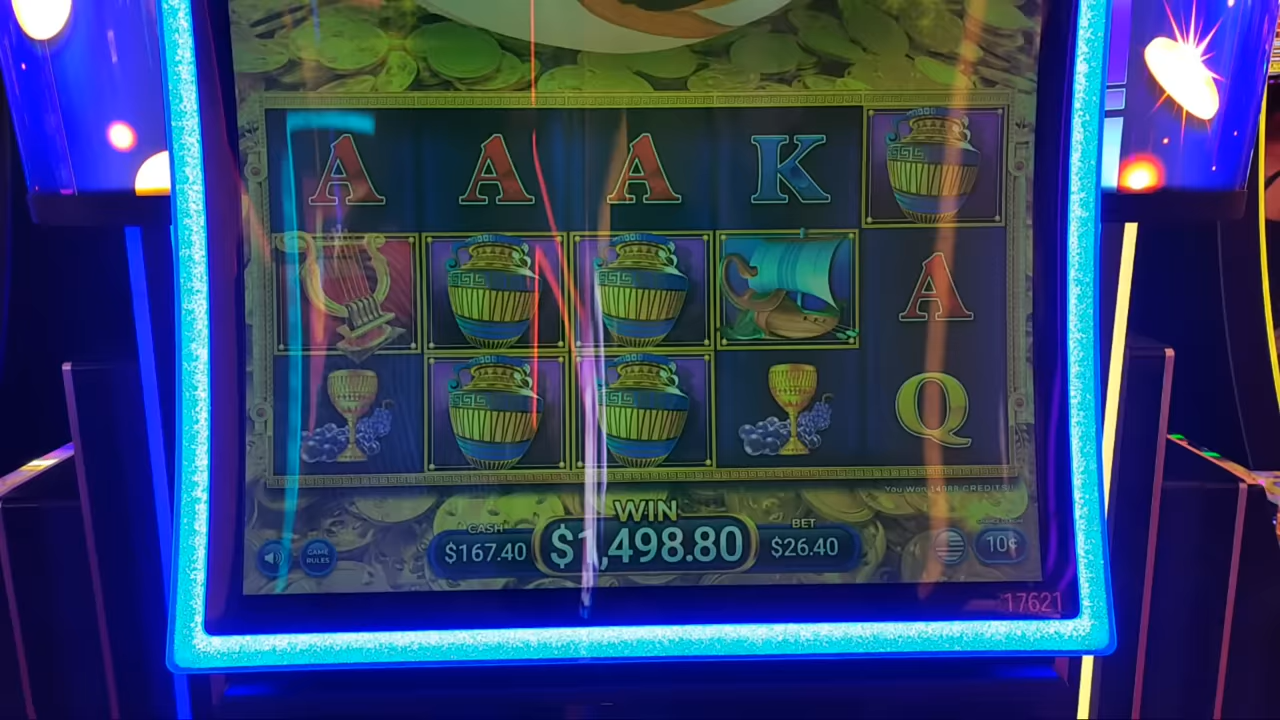 A A A K
A
Q
You Won 14988 CREDITS!!
WIN
CASH
BET
$167.40
$1,498.80
$26.40
GAME
RULES
10¢
17621